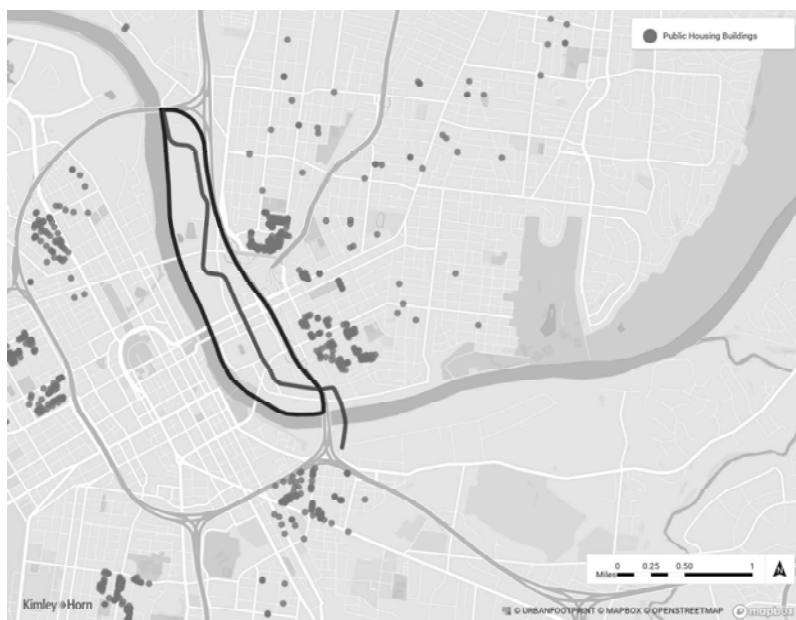 Public Housing Buildings
0 0.25 0.50 1
Miles
N
Kimley Horn
© URBANFOOTPRINT © MAPBOX © OPENSTREETMAP
mapbox